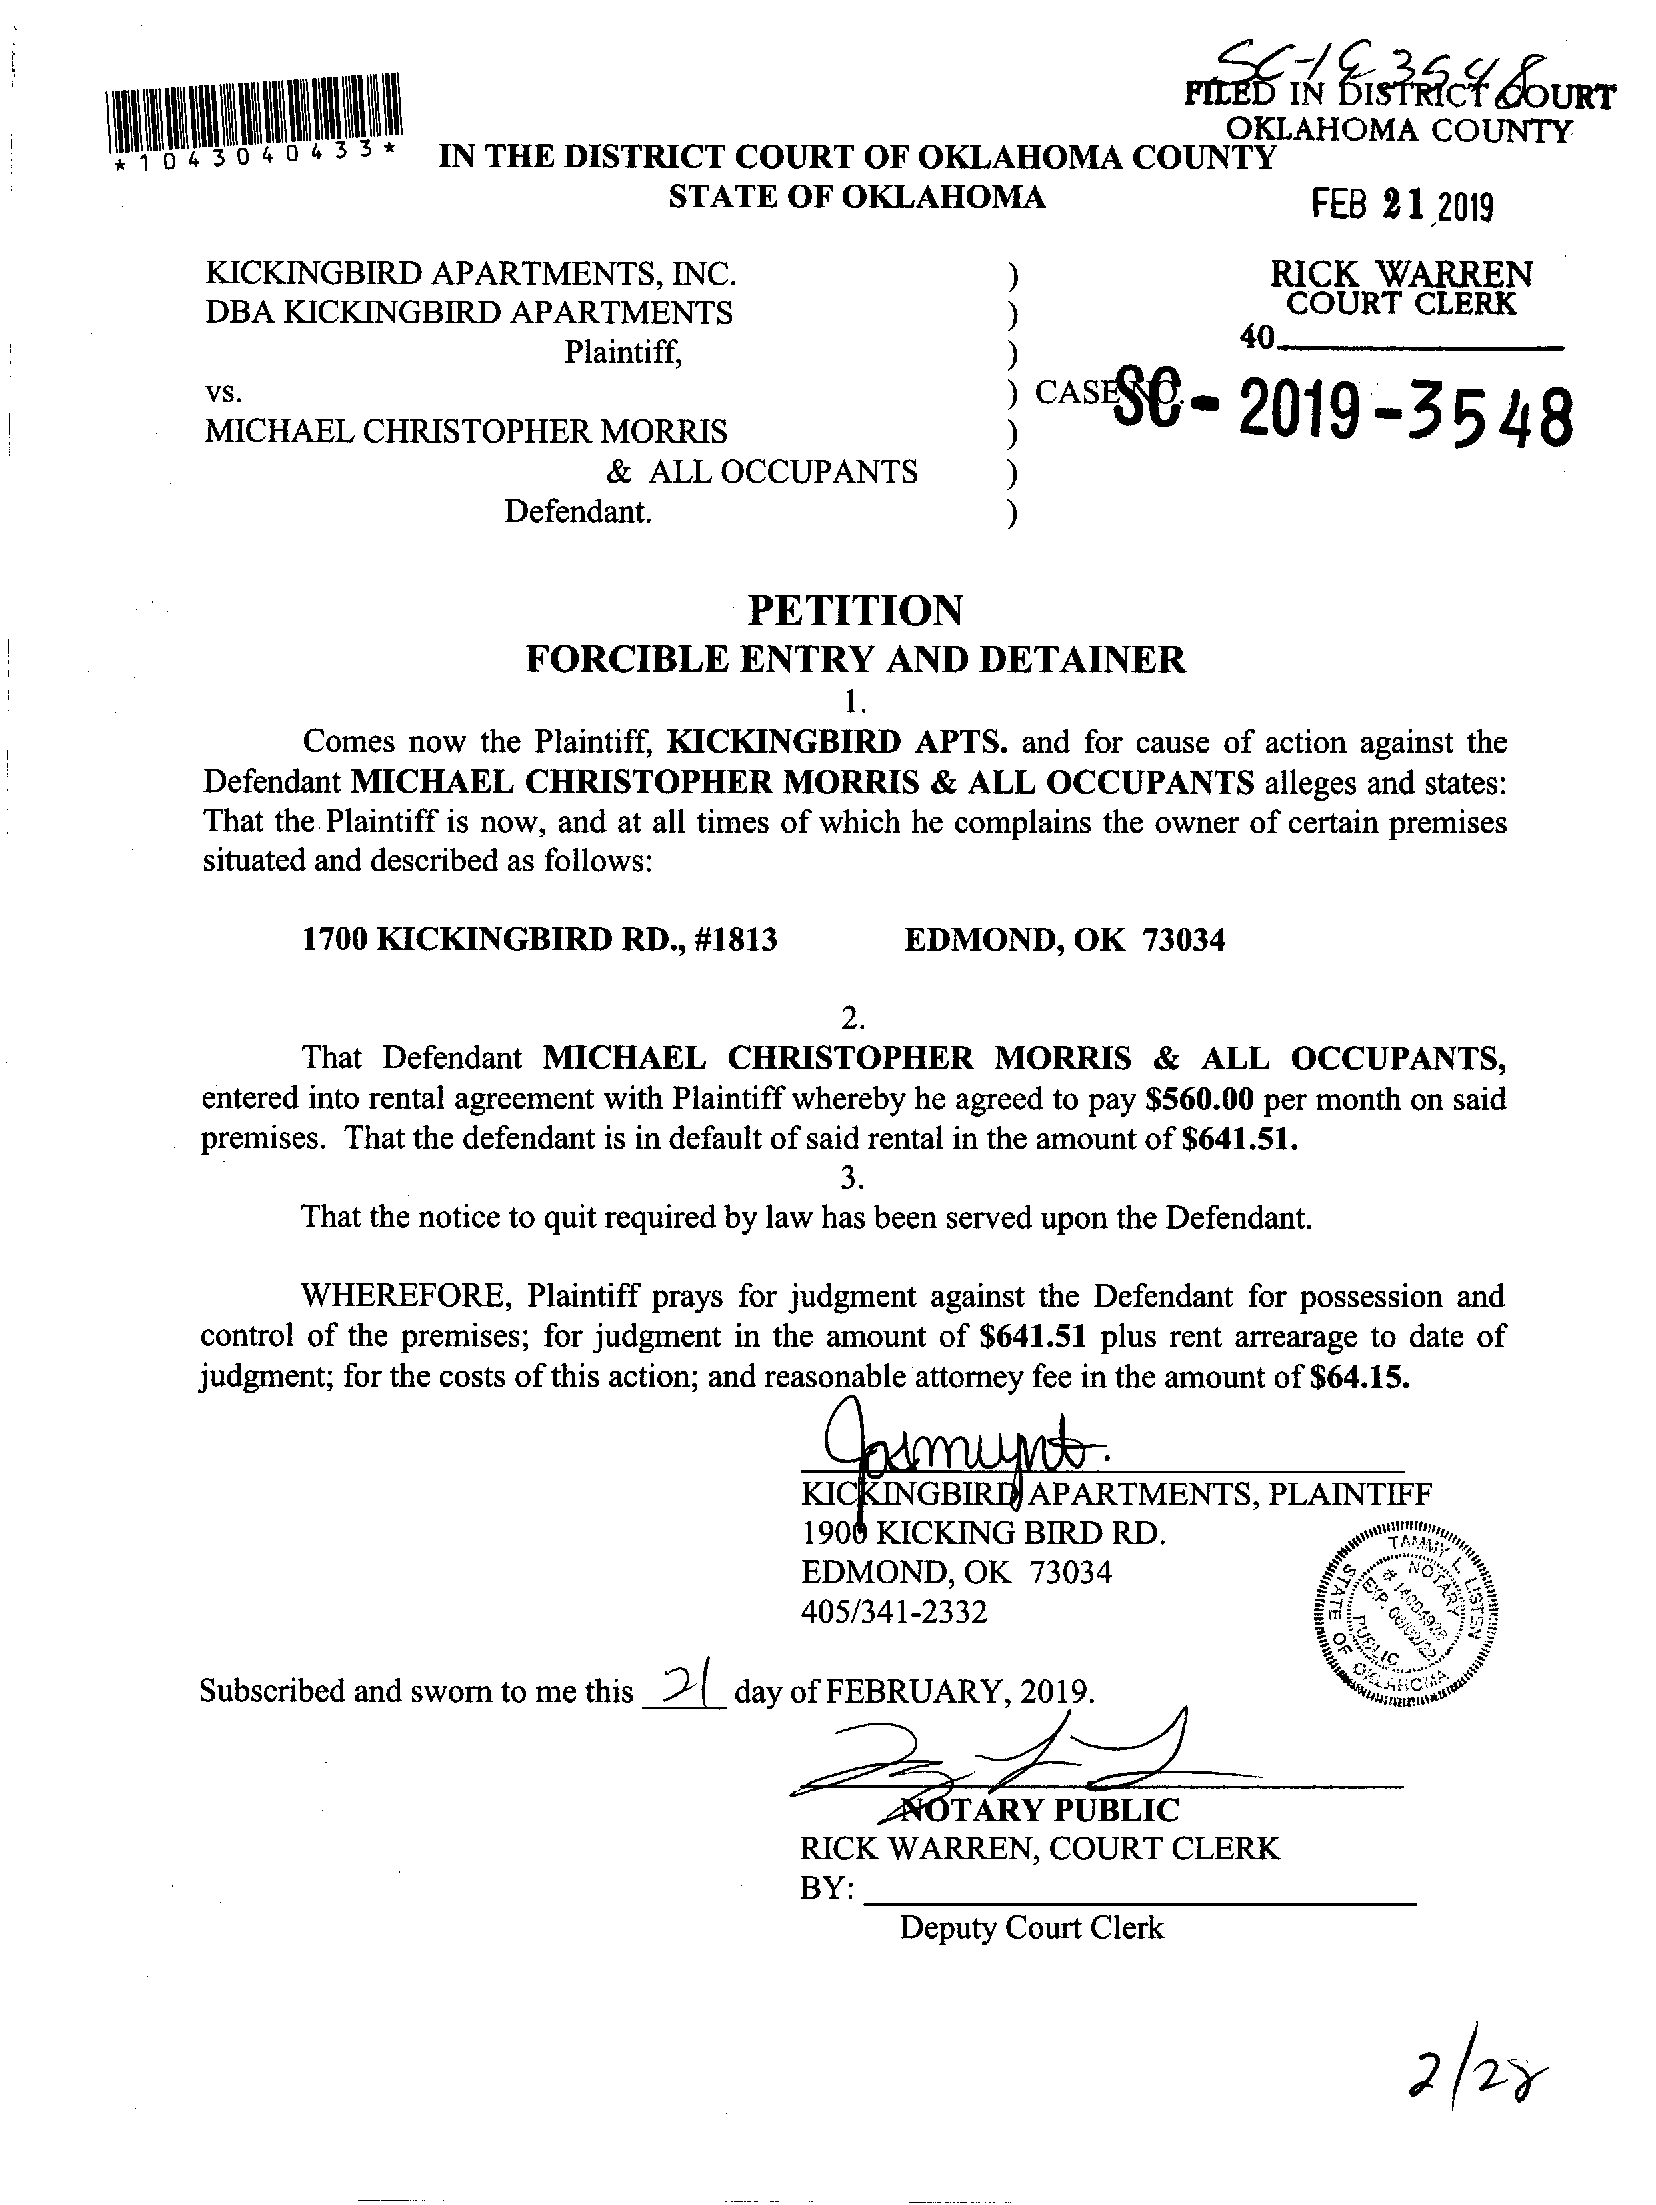 SC-19 3548
FILED IN DISTRICT COURT
OKLAHOMA COUNTY
*1043040433*
IN THE DISTRICT COURT OF OKLAHOMA COUNTY
STATE OF OKLAHOMA
FEB 21 2019
KICKINGBIRD APARTMENTS, INC. )
DBA KICKINGBIRD APARTMENTS )
Plaintiff, )
vs. ) CASE NO. SC - 2019 - 3548
MICHAEL CHRISTOPHER MORRIS )
& ALL OCCUPANTS )
Defendant. )
RICK WARREN
COURT CLERK
40
PETITION
FORCIBLE ENTRY AND DETAINER
1.
Comes now the Plaintiff, KICKINGBIRD APTS. and for cause of action against the
Defendant MICHAEL CHRISTOPHER MORRIS & ALL OCCUPANTS alleges and states:
That the Plaintiff is now, and at all times of which he complains the owner of certain premises
situated and described as follows:
1700 KICKINGBIRD RD., #1813 EDMOND, OK 73034
2.
That Defendant MICHAEL CHRISTOPHER MORRIS & ALL OCCUPANTS,
entered into rental agreement with Plaintiff whereby he agreed to pay $560.00 per month on said
premises. That the defendant is in default of said rental in the amount of $641.51.
3.
That the notice to quit required by law has been served upon the Defendant.
WHEREFORE, Plaintiff prays for judgment against the Defendant for possession and
control of the premises; for judgment in the amount of $641.51 plus rent arrearage to date of
judgment; for the costs of this action; and reasonable attorney fee in the amount of $64.15.
KICKINGBIRD APARTMENTS, PLAINTIFF
1900 KICKING BIRD RD.
EDMOND, OK 73034
405/341-2332
TAMMY L. LISTEN
NOTARY
# 14004928
PUBLIC
STATE OF OKLAHOMA
Subscribed and sworn to me this 21 day of FEBRUARY, 2019.
NOTARY PUBLIC
RICK WARREN, COURT CLERK
BY:
Deputy Court Clerk
2/28